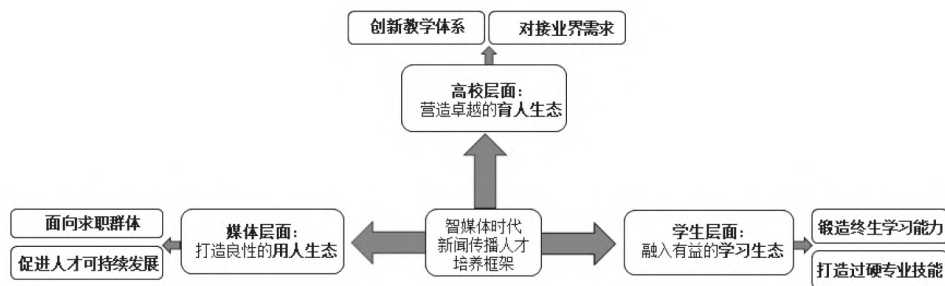 创新教学体系
对接业界需求
高校层面：
营造卓越的育人生态
面向求职群体
促进人才可持续发展
媒体层面：
打造良性的用人生态
智媒体时代
新闻传播人才
培养框架
学生层面：
融入有益的学习生态
锻造终生学习能力
打造过硬专业技能